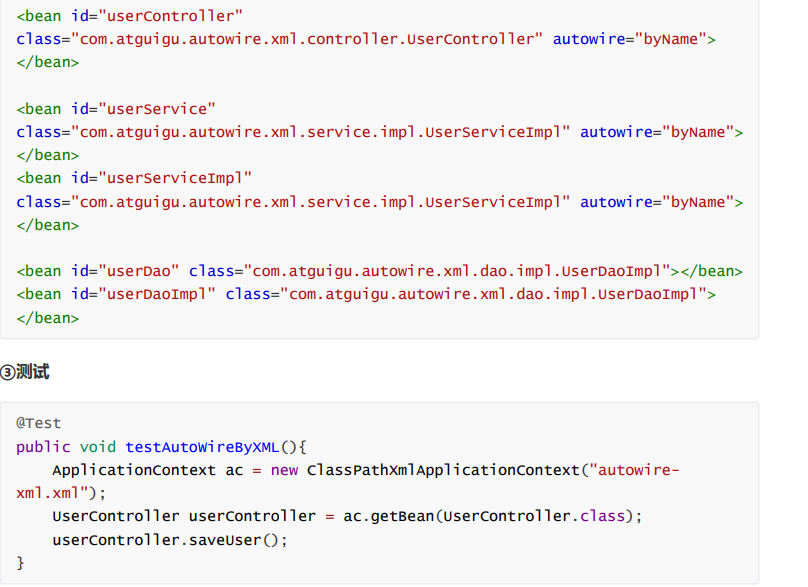 <bean id="userController"
class="com.atguigu.autowire.xml.controller.UserController" autowire="byName">
</bean>
<bean id="userService"
class="com.atguigu.autowire.xml.service.impl.UserServiceImpl" autowire="byName">
</bean>
<bean id="userServiceImpl"
class="com.atguigu.autowire.xml.service.impl.UserServiceImpl" autowire="byName">
</bean>
<bean id="userDao" class="com.atguigu.autowire.xml.dao.impl.UserDaoImpl"></bean>
<bean id="userDaoImpl" class="com.atguigu.autowire.xml.dao.impl.UserDaoImpl">
</bean>
③测试
@Test
public void testAutoWireByXML(){
    ApplicationContext ac = new ClassPathXmlApplicationContext("autowire-
xml.xml");
    UserController userController = ac.getBean(UserController.class);
    userController.saveUser();
}